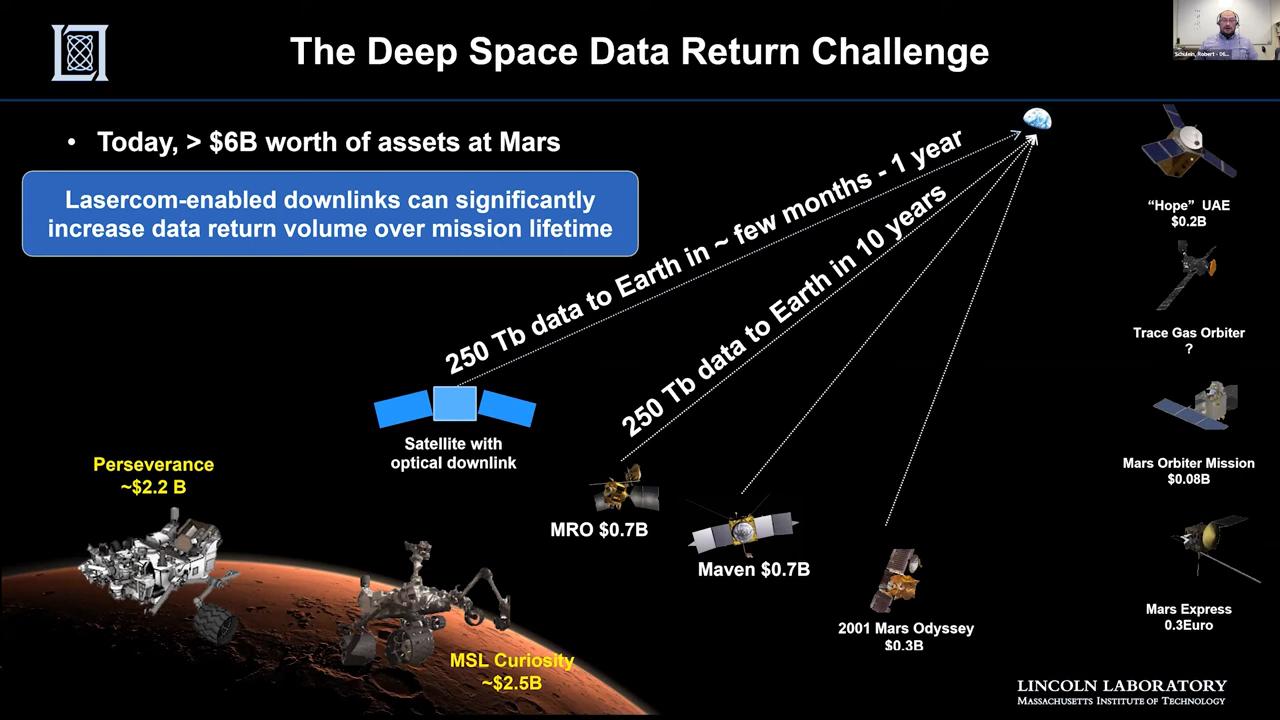 The Deep Space Data Return Challenge
• Today, > $6B worth of assets at Mars
Lasercom-enabled downlinks can significantly
increase data return volume over mission lifetime
250 Tb data to Earth in ~ few months - 1 year
250 Tb data to Earth in 10 years
Satellite with
optical downlink
Perseverance
~$2.2 B
MSL Curiosity
~$2.5B
MRO $0.7B
Maven $0.7B
2001 Mars Odyssey
$0.3B
"Hope" UAE
$0.2B
Trace Gas Orbiter
?
Mars Orbiter Mission
$0.08B
Mars Express
0.3Euro
LINCOLN LABORATORY
MASSACHUSETTS INSTITUTE OF TECHNOLOGY